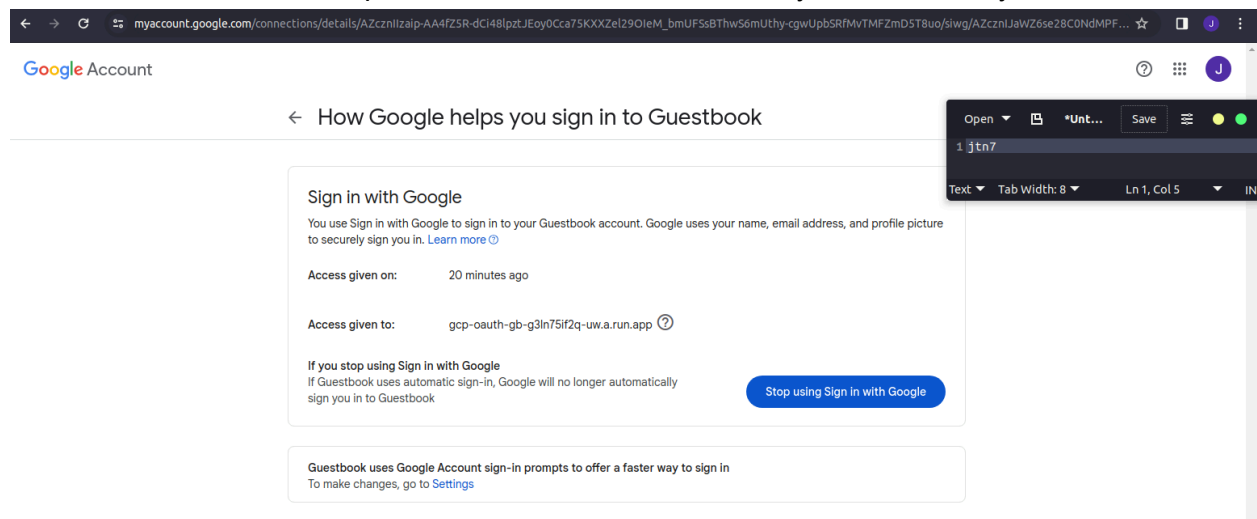 myaccount.google.com/connections/details/AZcznIIzaip-AA4fZ5R-dCi48lpztJEoy0Cca75KXXZel29OIeM_bmUFSsBThwS6mUthy-cgwUpbSRfMvTMFZmD5T8uo/siwg/AZcznIJaWZ6se28C0NdMPF...
J
Google Account
J
How Google helps you sign in to Guestbook
Open
*Unt...
Save
1 jtn7
Text
Tab Width: 8
Ln 1, Col 5
IN
Sign in with Google
You use Sign in with Google to sign in to your Guestbook account. Google uses your name, email address, and profile picture
to securely sign you in. Learn more
Access given on: 20 minutes ago
Access given to: gcp-oauth-gb-g3ln75if2q-uw.a.run.app
If you stop using Sign in with Google
If Guestbook uses automatic sign-in, Google will no longer automatically
sign you in to Guestbook
Stop using Sign in with Google
Guestbook uses Google Account sign-in prompts to offer a faster way to sign in
To make changes, go to Settings